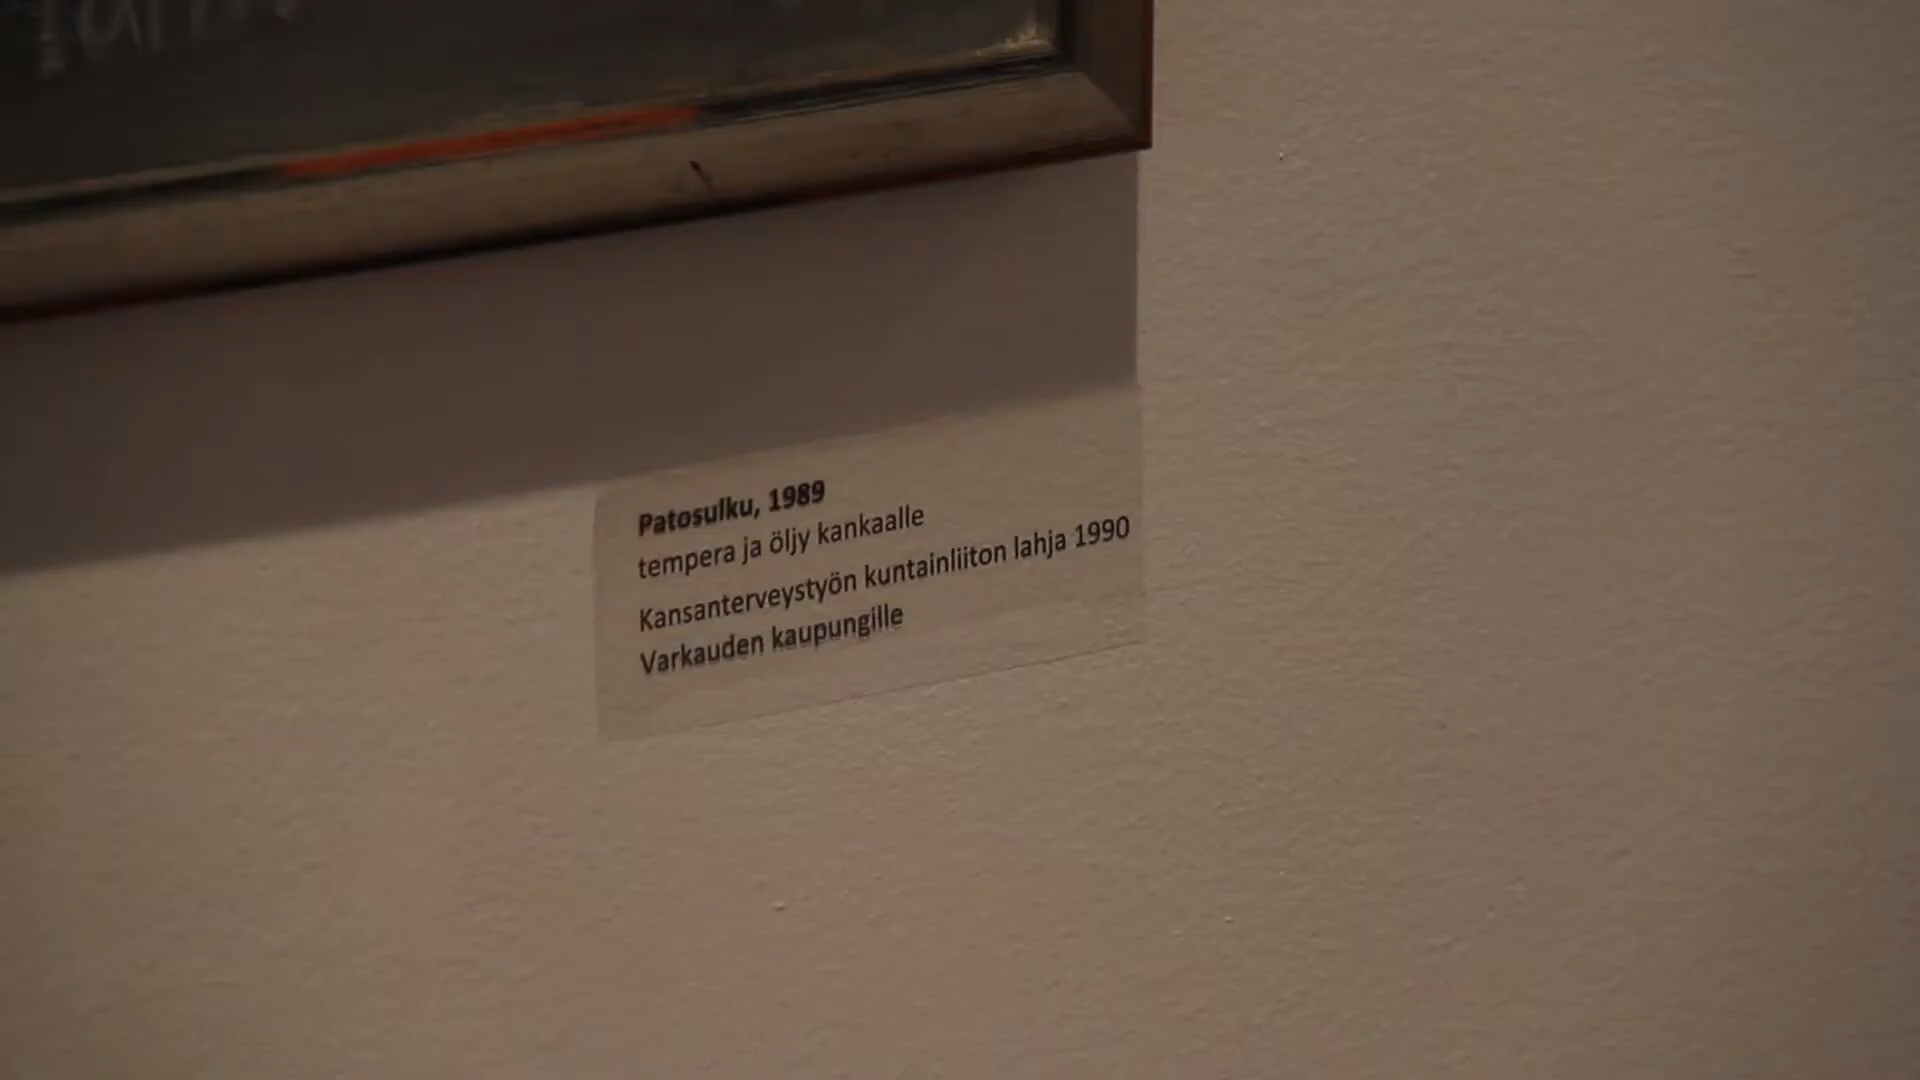 Patosulku, 1989
tempera ja öljy kankaalle
Kansanterveystyön kuntainliiton lahja 1990
Varkauden kaupungille